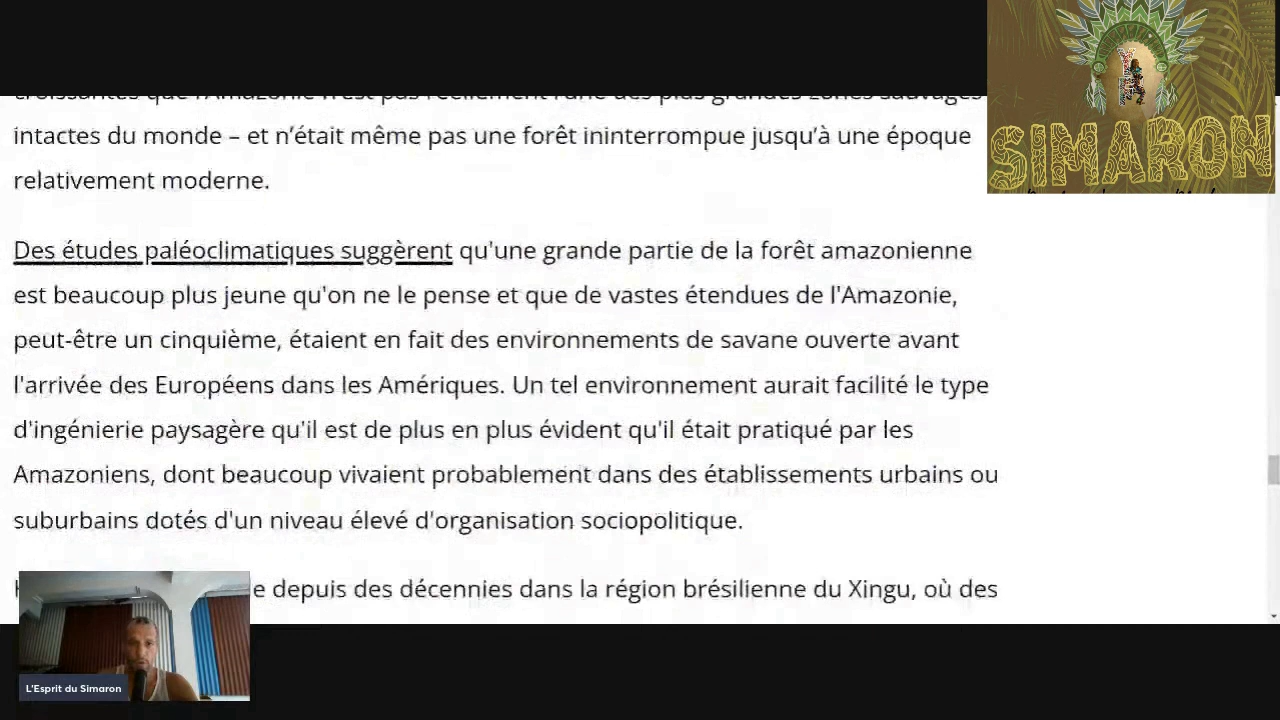 intactes du monde – et n'était même pas une forêt ininterrompue jusqu'à une époque
relativement moderne.
Des études paléoclimatiques suggèrent qu'une grande partie de la forêt amazonienne
est beaucoup plus jeune qu'on ne le pense et que de vastes étendues de l'Amazonie,
peut-être un cinquième, étaient en fait des environnements de savane ouverte avant
l'arrivée des Européens dans les Amériques. Un tel environnement aurait facilité le type
d'ingénierie paysagère qu'il est de plus en plus évident qu'il était pratiqué par les
Amazoniens, dont beaucoup vivaient probablement dans des établissements urbains ou
suburbains dotés d'un niveau élevé d'organisation sociopolitique.
depuis des décennies dans la région brésilienne du Xingu, où des
SIMARON
L'Esprit du Simaron